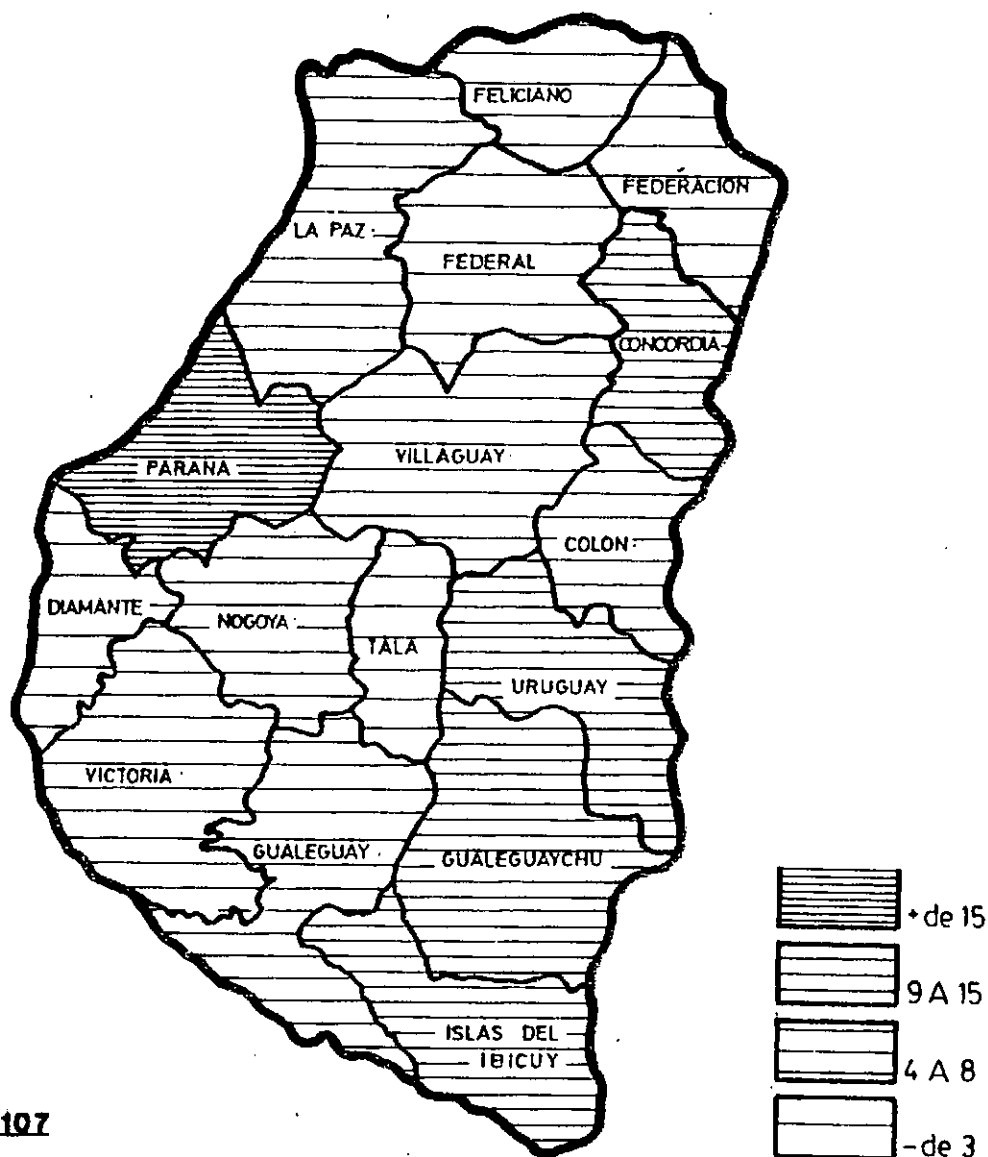 FELICIANO
FEDERACION
LA PAZ
FEDERAL
CONCORDIA
VILLAGUAY
PARANA
COLON
DIAMANTE
NOGOYA
TALA
URUGUAY
VICTORIA
GUALEGUAY
GUALEGUAYCHU
ISLAS DEL
IBICUY
+ de 15
9 A 15
4 A 8
- de 3
107